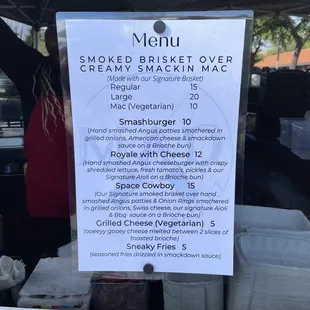 Menu
SMOKED BRISKET OVER
CREAMY SMACKIN MAC
(Made with our Signature Brisket)
Regular 15
Large 20
Mac (Vegetarian) 10
Smashburger 10
(Hand smashed Angus patties smothered in
grilled onions, American cheese & smackdown
sauce on a Brioche bun)
Royale with Cheese 12
(Hand smashed Angus cheeseburger with crispy
shredded lettuce, fresh tomato's, pickles & our
Signature Aioli on a Brioche bun)
Space Cowboy 15
(Our Signature smoked brisket over hand
smashed Angus patties & Onion Rings smothered
in grilled onions, Swiss cheese, our signature Aioli
& Bbq sauce on a Brioche bun)
Grilled Cheese (Vegetarian) 5
(ooeeyy gooey cheese melted between 2 slices of
toasted brioche)
Sneaky Fries 5
(seasoned fries drizzled in smackdown sauce)